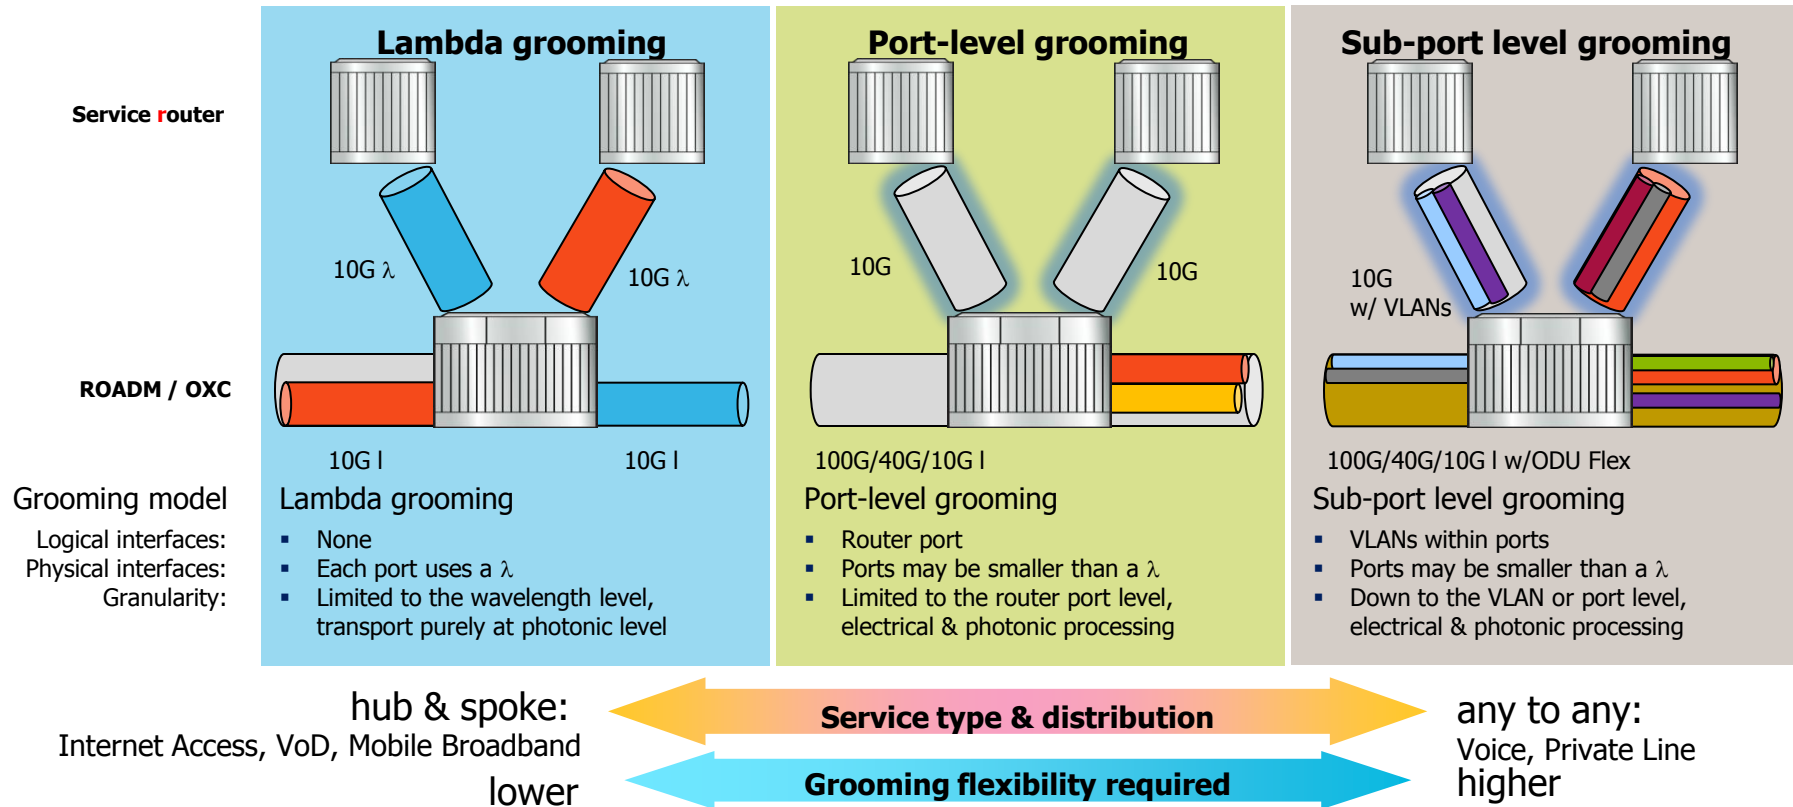 Lambda grooming
Port-level grooming
Sub-port level grooming
Service router
10G λ
10G λ
10G
10G
10G
w/ VLANs
ROADM / OXC
10G l
10G l
100G/40G/10G l
100G/40G/10G l w/ODU Flex
Grooming model
Lambda grooming
Port-level grooming
Sub-port level grooming
Logical interfaces:
▪ None
▪ Router port
▪ VLANs within ports
Physical interfaces:
▪ Each port uses a λ
▪ Ports may be smaller than a λ
▪ Ports may be smaller than a λ
Granularity:
▪ Limited to the wavelength level,
transport purely at photonic level
▪ Limited to the router port level,
electrical & photonic processing
▪ Down to the VLAN or port level,
electrical & photonic processing
hub & spoke:
Internet Access, VoD, Mobile Broadband
lower
Service type & distribution
Grooming flexibility required
any to any:
Voice, Private Line
higher